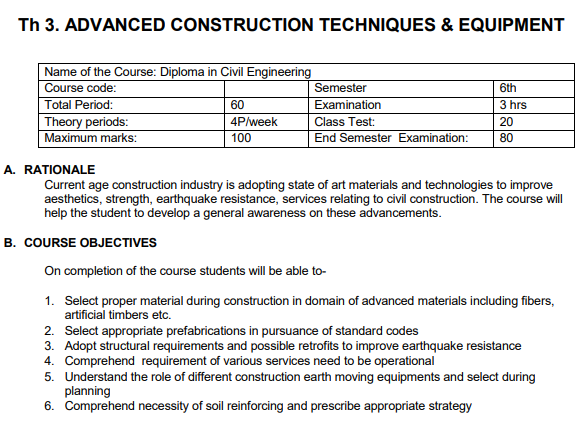 Th 3. ADVANCED CONSTRUCTION TECHNIQUES & EQUIPMENT
Name of the Course: Diploma in Civil Engineering
Course code: Semester 6th
Total Period: 60 Examination 3 hrs
Theory periods: 4P/week Class Test: 20
Maximum marks: 100 End Semester Examination: 80
A. RATIONALE
Current age construction industry is adopting state of art materials and technologies to improve
aesthetics, strength, earthquake resistance, services relating to civil construction. The course will
help the student to develop a general awareness on these advancements.
B. COURSE OBJECTIVES
On completion of the course students will be able to-
1. Select proper material during construction in domain of advanced materials including fibers,
artificial timbers etc.
2. Select appropriate prefabrications in pursuance of standard codes
3. Adopt structural requirements and possible retrofits to improve earthquake resistance
4. Comprehend requirement of various services need to be operational
5. Understand the role of different construction earth moving equipments and select during
planning
6. Comprehend necessity of soil reinforcing and prescribe appropriate strategy